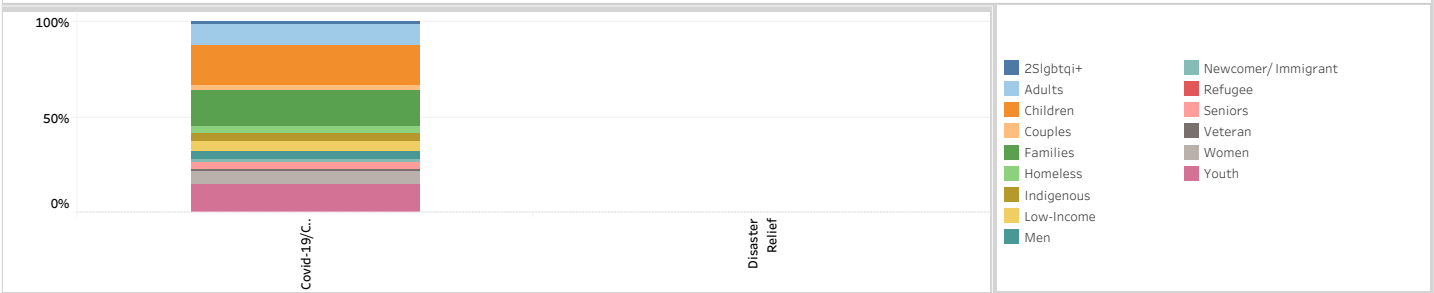 100%
50%
0%
Covid-19/C..
Disaster
Relief
2Slgbtqi+
Adults
Children
Couples
Families
Homeless
Indigenous
Low-Income
Men
Newcomer/ Immigrant
Refugee
Seniors
Veteran
Women
Youth